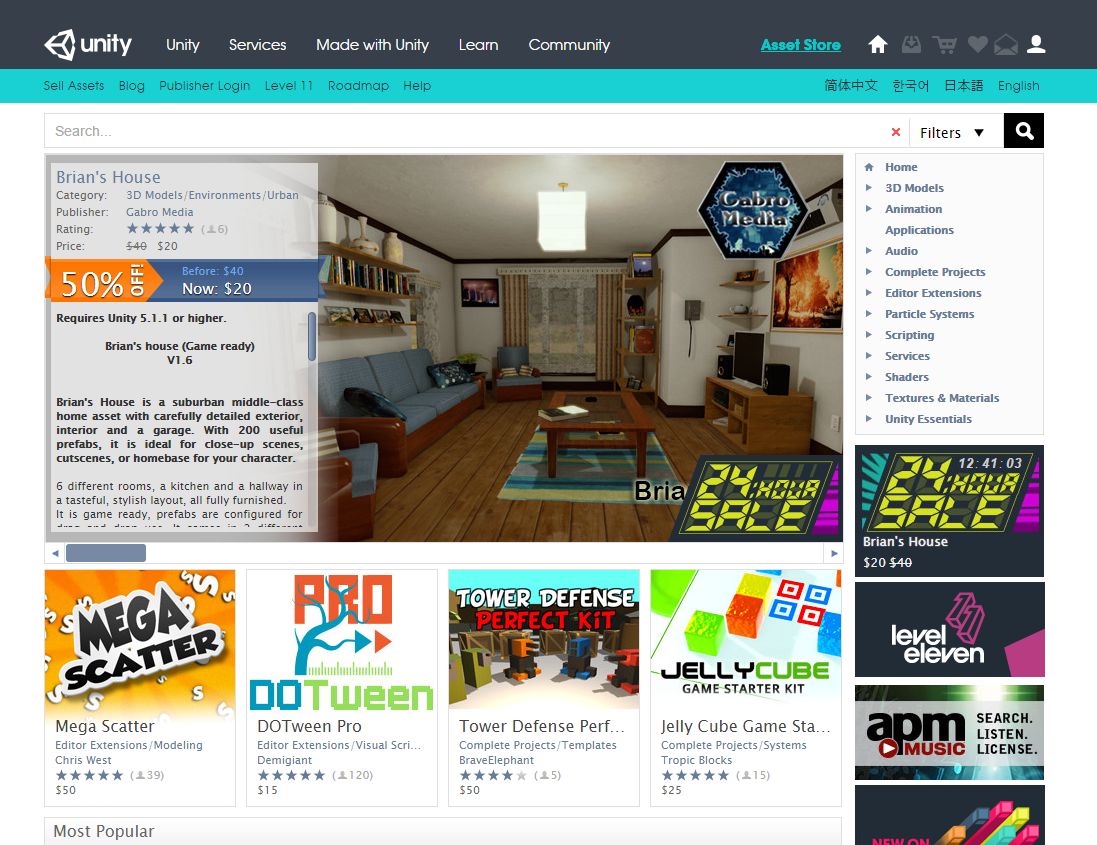 unity
Unity Services Made with Unity Learn Community Asset Store
Sell Assets Blog Publisher Login Level 11 Roadmap Help 简体中文 한국어 日本語 English
Search... Filters
Brian's House
Category: 3D Models/Environments/Urban
Publisher: Gabro Media
Rating: (6)
Price: $40 $20
50% OFF!
Before: $40
Now: $20
Requires Unity 5.1.1 or higher.
Brian's house (Game ready)
V1.6
Brian's House is a suburban middle-class
home asset with carefully detailed exterior,
interior and a garage. With 200 useful
prefabs, it is ideal for close-up scenes,
cutscenes, or homebase for your character.
6 different rooms, a kitchen and a hallway in
a tasteful, stylish layout, all fully furnished.
It is game ready, prefabs are configured for
drag and drop use. It comes in 2 different
Gabro
Media
Bria
24 HOUR
SALE
Home
3D Models
Animation
Applications
Audio
Complete Projects
Editor Extensions
Particle Systems
Scripting
Services
Shaders
Textures & Materials
Unity Essentials
12:41:03
24 HOUR
SALE
Brian's House
$20 $40
level
eleven
apm
MUSIC
SEARCH.
LISTEN.
LICENSE.
NEW ON
MEGA
SCATTER
Mega Scatter
Editor Extensions/Modeling
Chris West
(39)
$50
PRO
DOTween
DOTween Pro
Editor Extensions/Visual Scri...
Demigiant
(120)
$15
TOWER DEFENSE
PERFECT KIT
Tower Defense Perf...
Complete Projects/Templates
BraveElephant
(5)
$50
JELLYCUBE
GAME STARTER KIT
Jelly Cube Game Sta...
Complete Projects/Systems
Tropic Blocks
(15)
$25
Most Popular